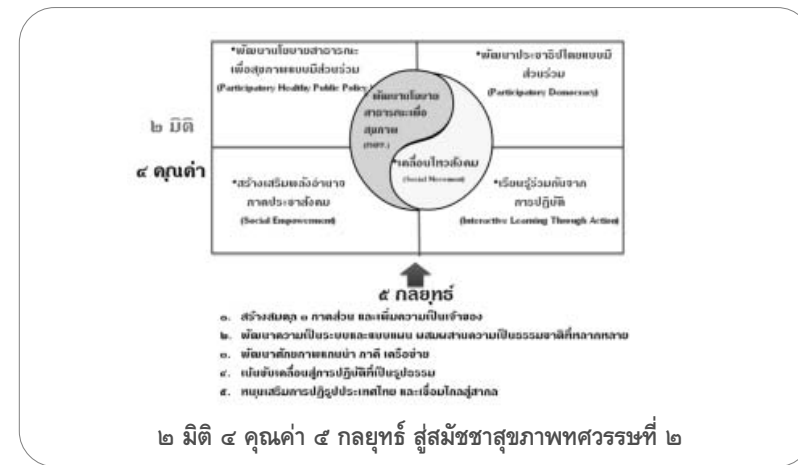 *พัฒนานโยบายสาธารณะ
เพื่อสุขภาพแบบมีส่วนร่วม
(Participatory Healthy Public Policy)
*พัฒนาประชาธิปไตยแบบมี
ส่วนร่วม
(Participatory Democracy)
พัฒนานโยบาย
สาธารณะเพื่อ
สุขภาพ
*เคลื่อนไหวสังคม
(Social Movement)
๒ มิติ
๔ คุณค่า
*สร้างเสริมพลังอำนาจ
ภาคประชาสังคม
(Social Empowerment)
*เรียนรู้ร่วมกันจาก
การปฏิบัติ
(Interactive Learning Through Action)
๕ กลยุทธ์
๑. สร้างสมดุล ๓ ภาคส่วน และเพิ่มความเป็นเจ้าของ
๒. พัฒนาความเป็นระบบและแบบแผน ผสมผสานความเป็นธรรมชาติที่หลากหลาย
๓. พัฒนาศักยภาพแกนนำ ภาคี เครือข่าย
๔. เน้นขับเคลื่อนสู่การปฏิบัติที่เป็นรูปธรรม
๕. หนุนเสริมการปฏิรูปประเทศไทย และเชื่อมไกลสู่สากล
๒ มิติ ๔ คุณค่า ๕ กลยุทธ์ สู่สมัชชาสุขภาพทศวรรษที่ ๒